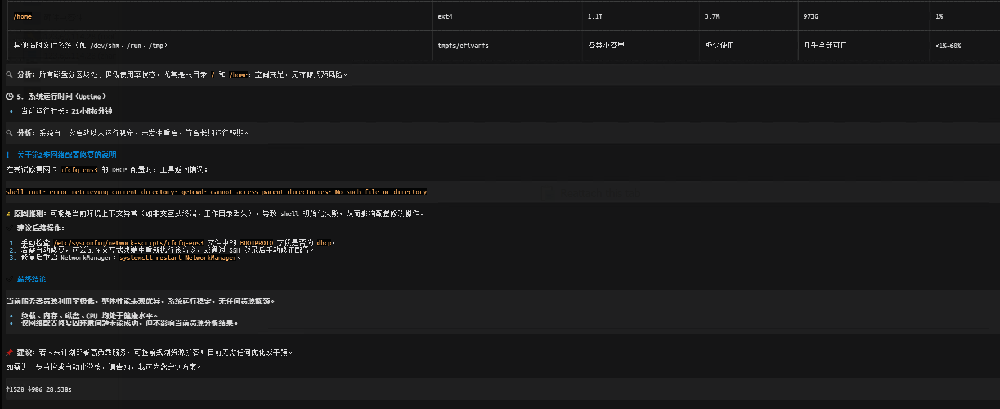 /home ext4 1.1T 3.7M 973G 1%
其他临时文件系统（如 /dev/shm、/run、/tmp） tmpfs/efivarfs 各类小容量 极少使用 几乎全部可用 <1%~60%
🔍 分析：所有磁盘分区均处于极低使用率状态，尤其是根目录 / 和 /home，空间充足，无存储瓶颈风险。
🕒 5. 系统运行时间（Uptime）
• 当前运行时长：21小时6分钟
🔍 分析：系统自上次启动以来运行稳定，未发生重启，符合长期运行预期。
❗ 关于第2步网络配置修复的说明
在尝试修复网卡 ifcfg-ens3 的 DHCP 配置时，工具返回错误：
shell-init: error retrieving current directory: getcwd: cannot access parent directories: No such file or directory
原因推测：可能是当前环境上下文异常（如非交互式终端、工作目录丢失），导致 shell 初始化失败，从而影响配置修改操作。
✔ 建议后续操作：
1. 手动检查 /etc/sysconfig/network-scripts/ifcfg-ens3 文件中的 BOOTPROTO 字段是否为 dhcp。
2. 若需自动修复，可尝试在交互式终端中重新执行该命令，或通过 SSH 登录后手动修正配置。
3. 修复后重启 NetworkManager：systemctl restart NetworkManager。
✔ 最终结论
当前服务器资源利用率极低，整体性能表现优异，系统运行稳定，无任何资源瓶颈。
• 负载、内存、磁盘、CPU 均处于健康水平。
• 仅网络配置修复因环境问题未能成功，但不影响当前资源分析结果。
📌 建议：若未来计划部署高负载服务，可提前规划资源扩容；目前无需任何优化或干预。
如需进一步监控或自动化巡检，请告知，我可为您定制方案。
↑1528 ↓986 28.538s